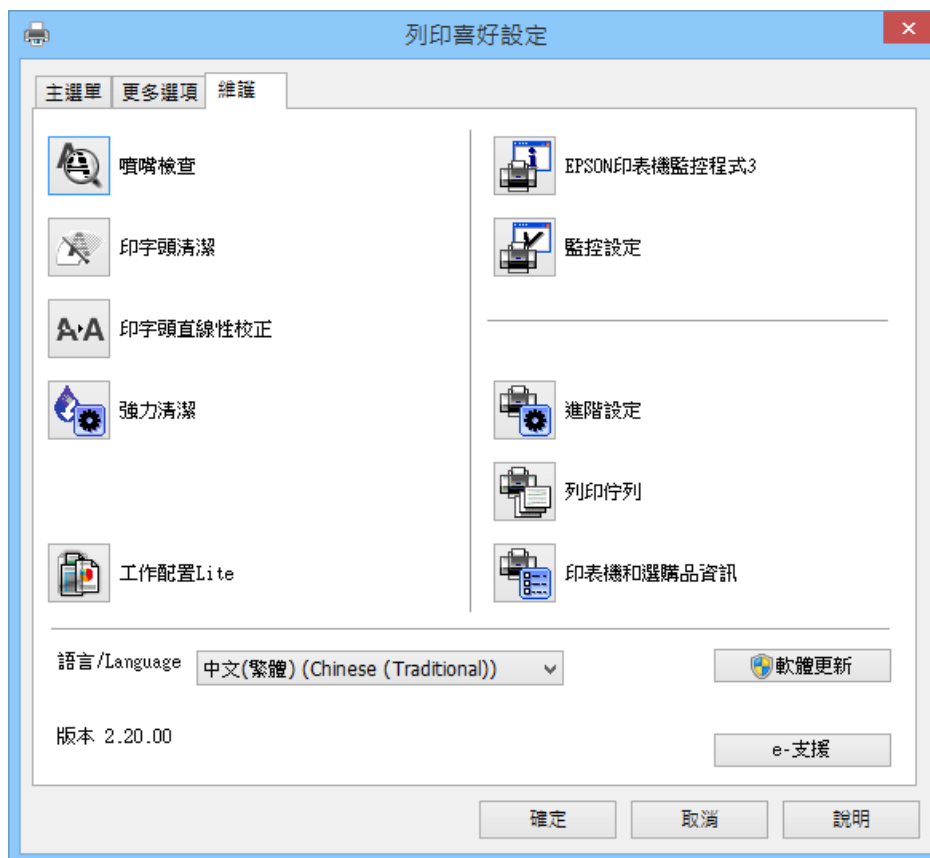 列印喜好設定
主選單 更多選項 維護
噴嘴檢查
印字頭清潔
印字頭直線性校正
強力清潔
工作配置Lite
EPSON印表機監控程式3
監控設定
進階設定
列印佇列
印表機和選購品資訊
語言/Language 中文(繁體) (Chinese (Traditional))
軟體更新
版本 2.20.00
e-支援
確定 取消 說明